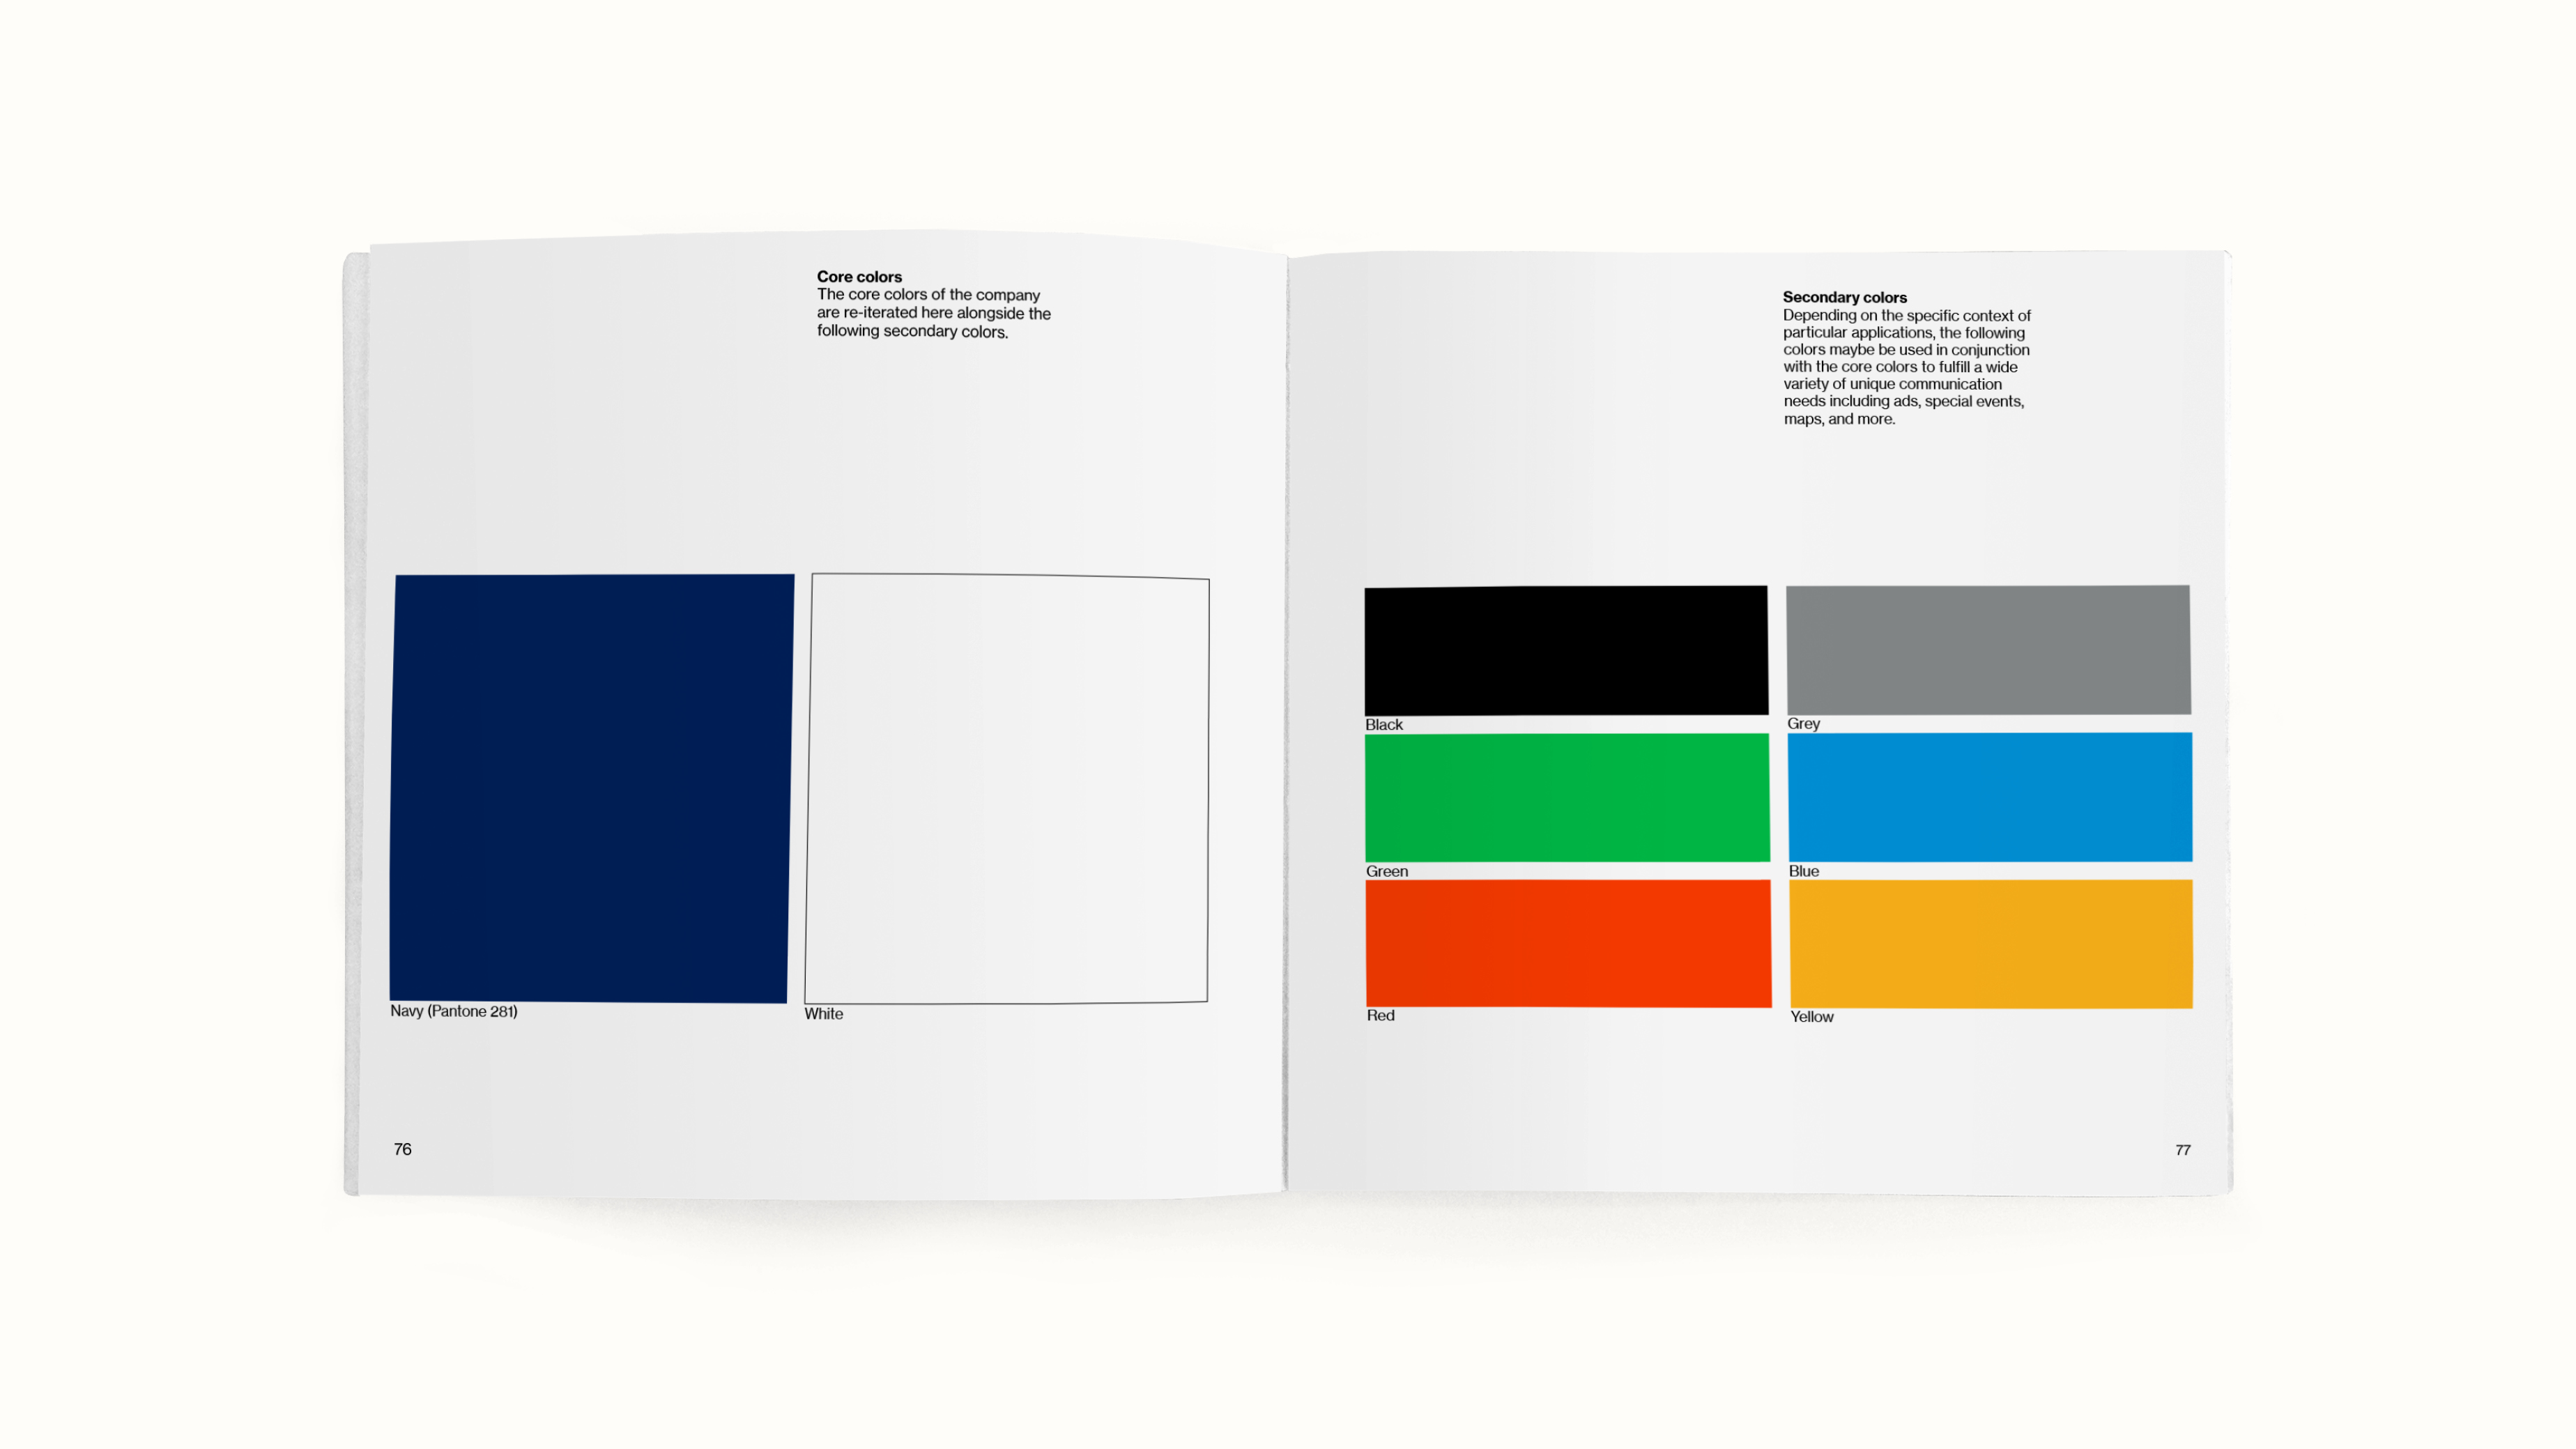 Core colors
The core colors of the company
are re-iterated here alongside the
following secondary colors.
Navy (Pantone 281)
White
76
Secondary colors
Depending on the specific context of
particular applications, the following
colors maybe be used in conjunction
with the core colors to fulfill a wide
variety of unique communication
needs including ads, special events,
maps, and more.
Black
Grey
Green
Blue
Red
Yellow
77